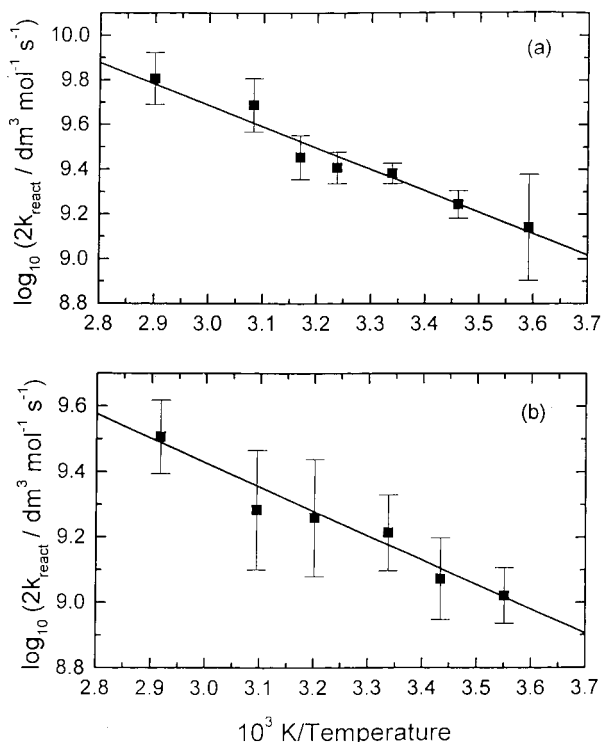 10.0
(a)
9.8
9.6
9.4
9.2
9.0
8.8
log₁₀ (2k_react / dm³ mol⁻¹ s⁻¹)
2.8 2.9 3.0 3.1 3.2 3.3 3.4 3.5 3.6 3.7
(b)
9.6
9.4
9.2
9.0
8.8
log₁₀ (2k_react / dm³ mol⁻¹ s⁻¹)
2.8 2.9 3.0 3.1 3.2 3.3 3.4 3.5 3.6 3.7
10³ K/Temperature